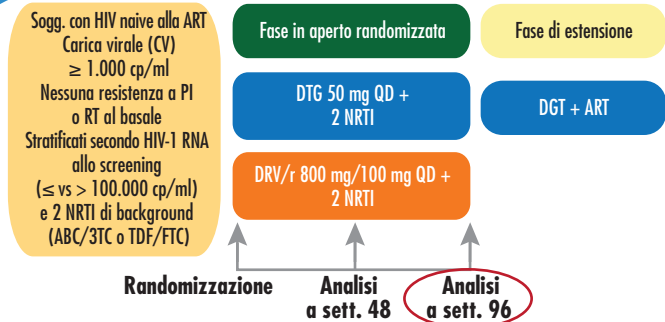 Sogg. con HIV naive alla ART
Carica virale (CV)
≥ 1.000 cp/ml
Nessuna resistenza a PI
o RT al basale
Stratificati secondo HIV-1 RNA
allo screening
(≤ vs > 100.000 cp/ml)
e 2 NRTI di background
(ABC/3TC o TDF/FTC)
Fase in aperto randomizzata
Fase di estensione
DTG 50 mg QD +
2 NRTI
DGT + ART
DRV/r 800 mg/100 mg QD +
2 NRTI
Randomizzazione
Analisi
a sett. 48
Analisi
a sett. 96